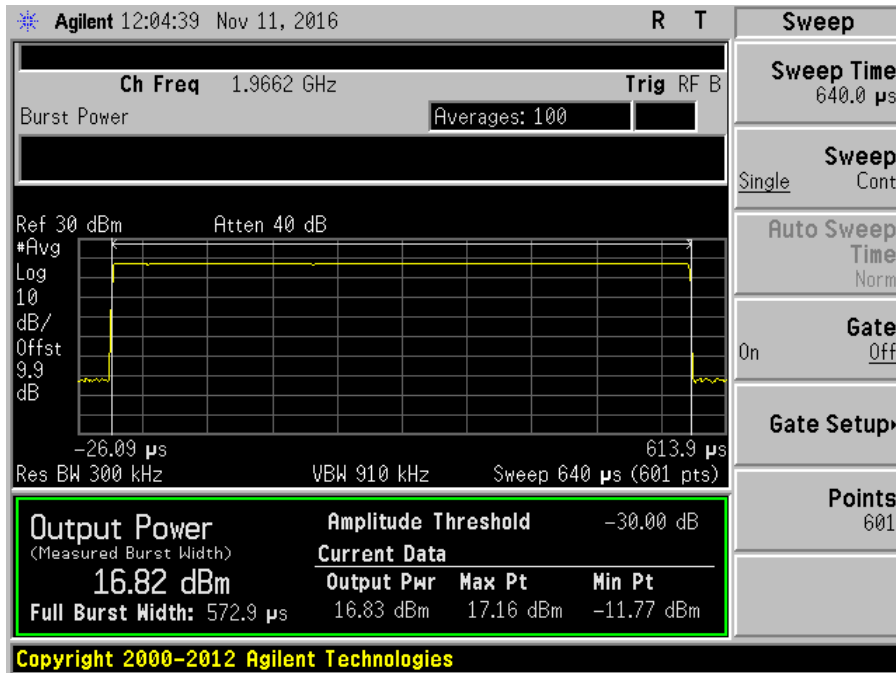 Agilent 12:04:39 Nov 11, 2016 R T
Ch Freq 1.9662 GHz Trig RF B
Burst Power Averages: 100
Ref 30 dBm Atten 40 dB
#Avg
Log
10
dB/
Offst
9.9
dB
-26.09 µs 613.9 µs
Res BW 300 kHz VBW 910 kHz Sweep 640 µs (601 pts)
Output Power
(Measured Burst Width)
16.82 dBm
Full Burst Width: 572.9 µs
Amplitude Threshold -30.00 dB
Current Data
Output Pwr Max Pt Min Pt
16.83 dBm 17.16 dBm -11.77 dBm
Copyright 2000-2012 Agilent Technologies
Sweep
Sweep Time
640.0 µs
Sweep
Single Cont
Auto Sweep
Time
Norm
Gate
On Off
Gate Setup
Points
601